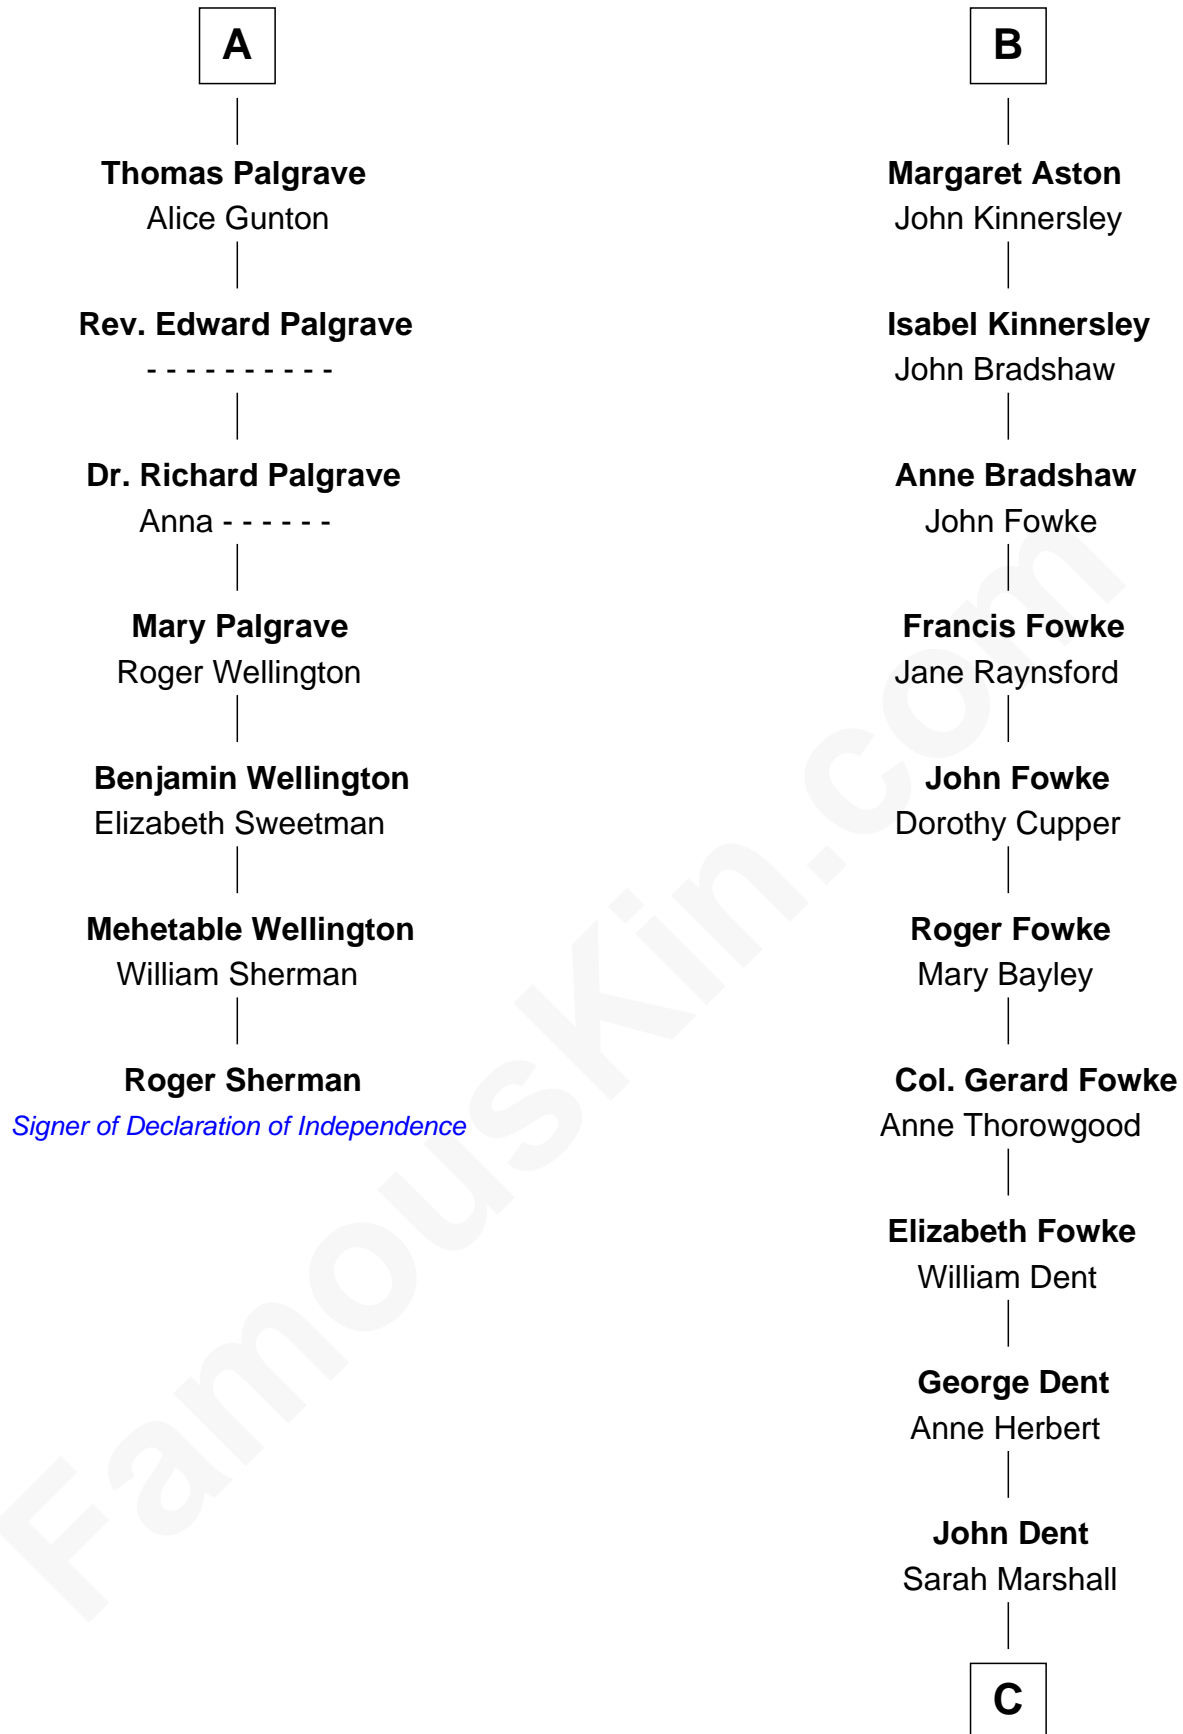 A
Thomas Palgrave
Alice Gunton
Rev. Edward Palgrave
- - - - - - - - - -
Dr. Richard Palgrave
Anna - - - - - -
Mary Palgrave
Roger Wellington
Benjamin Wellington
Elizabeth Sweetman
Mehetable Wellington
William Sherman
Roger Sherman
Signer of Declaration of Independence
B
Margaret Aston
John Kinnersley
Isabel Kinnersley
John Bradshaw
Anne Bradshaw
John Fowke
Francis Fowke
Jane Raynsford
John Fowke
Dorothy Cupper
Roger Fowke
Mary Bayley
Col. Gerard Fowke
Anne Thorowgood
Elizabeth Fowke
William Dent
George Dent
Anne Herbert
John Dent
Sarah Marshall
C
FamousKin.com